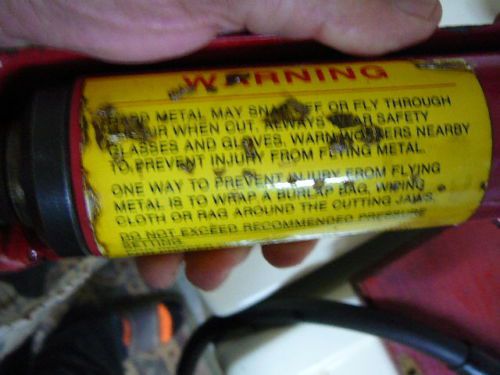 WARNING
METAL MAY SNAP OFF OR FLY THROUGH
WHEN CUT. ALWAYS WEAR SAFETY
GLASSES AND GLOVES. WARN WORKERS NEARBY
TO PREVENT INJURY FROM FLYING METAL.
ONE WAY TO PREVENT INJURY FROM FLYING
METAL IS TO WRAP A BURLAP BAG, WIPING
CLOTH OR RAG AROUND THE CUTTING JAWS.
DO NOT EXCEED RECOMMENDED PRESSURE
SETTING.